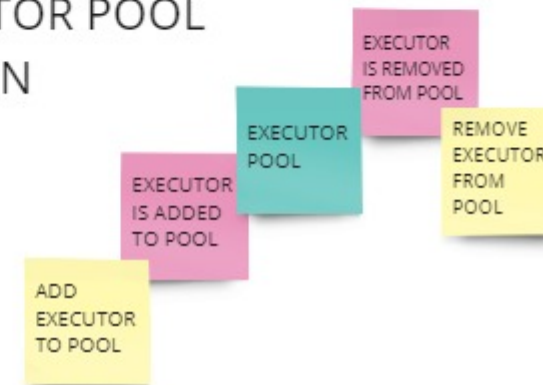 TOR POOL
N
EXECUTOR
IS REMOVED
FROM POOL
EXECUTOR
POOL
REMOVE
EXECUTOR
FROM
POOL
EXECUTOR
IS ADDED
TO POOL
ADD
EXECUTOR
TO POOL